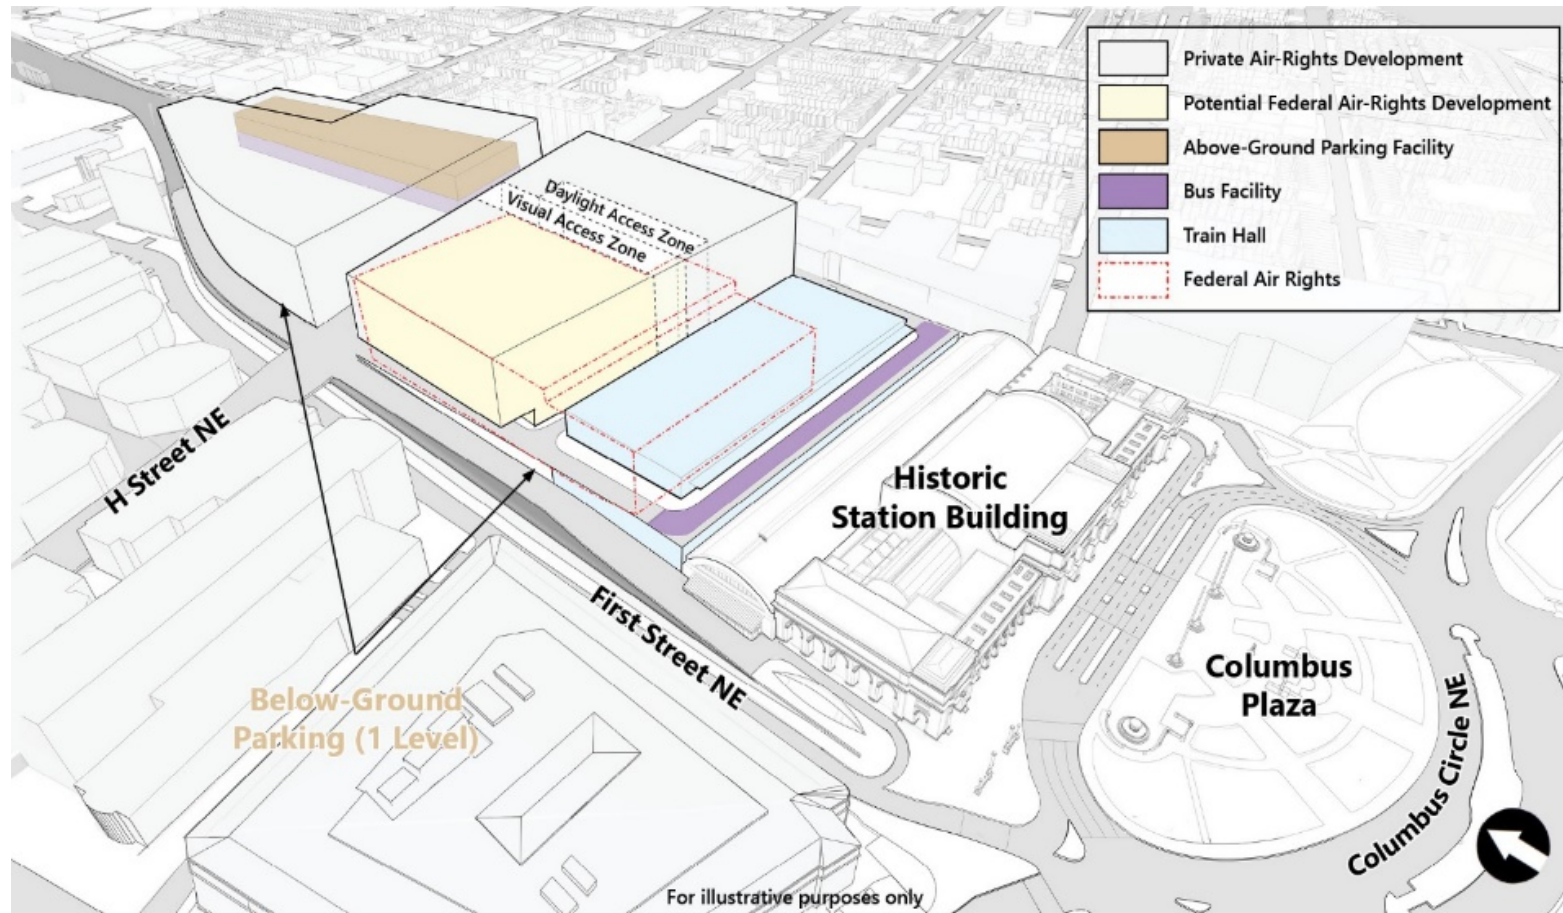 Private Air-Rights Development
Potential Federal Air-Rights Development
Above-Ground Parking Facility
Bus Facility
Train Hall
Federal Air Rights
Daylight Access Zone
Visual Access Zone
H Street NE
Historic
Station Building
First Street NE
Columbus
Plaza
Below-Ground
Parking (1 Level)
Columbus Circle NE
For illustrative purposes only